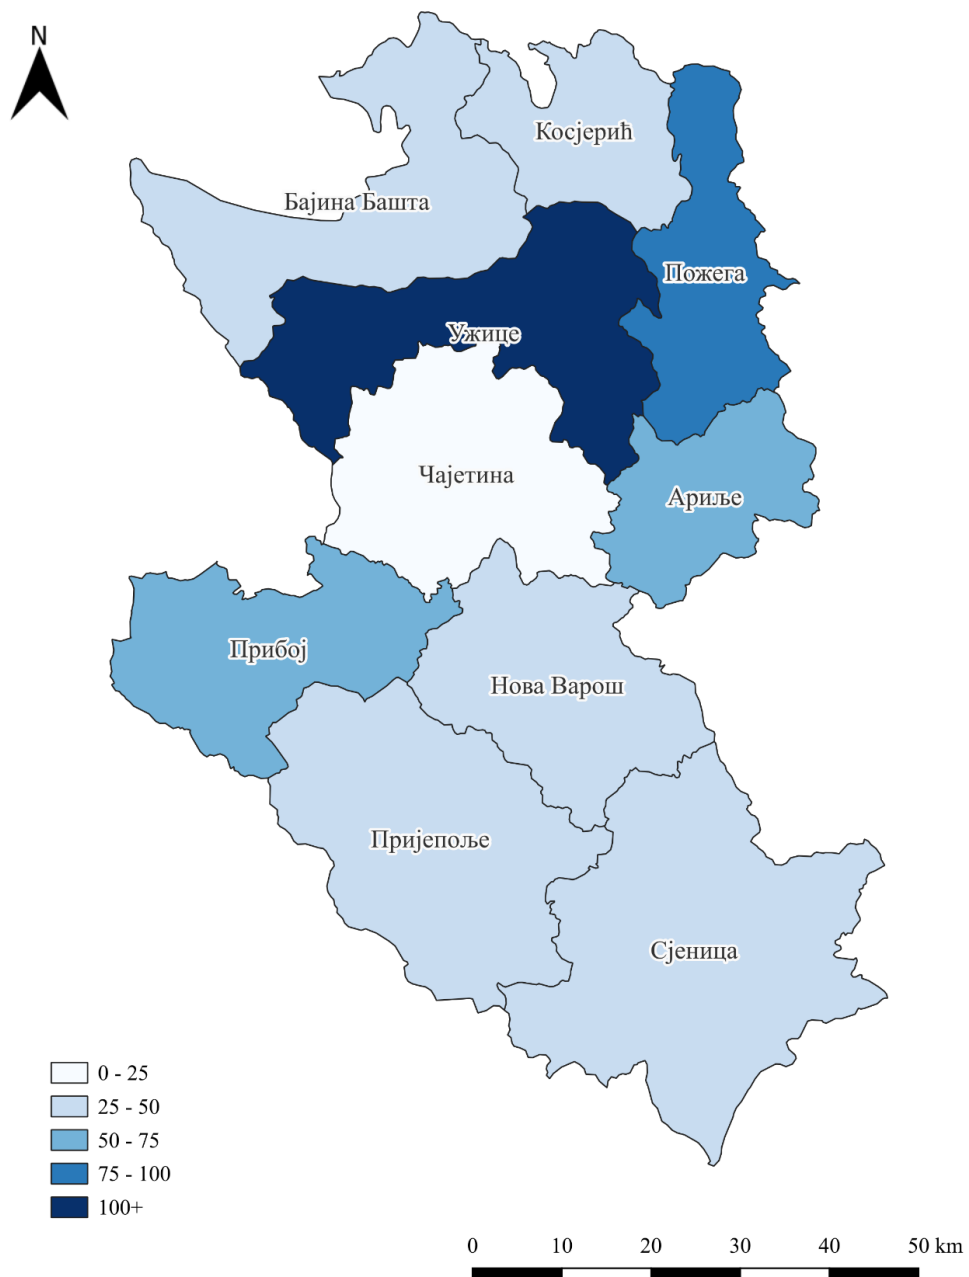 N
Косјерић
Бајина Башта
Пожега
Ужице
Чајетина
Ариље
Прибој
Нова Варош
Пријепоље
Сјеница
0 - 25
25 - 50
50 - 75
75 - 100
100+
0 10 20 30 40 50 km